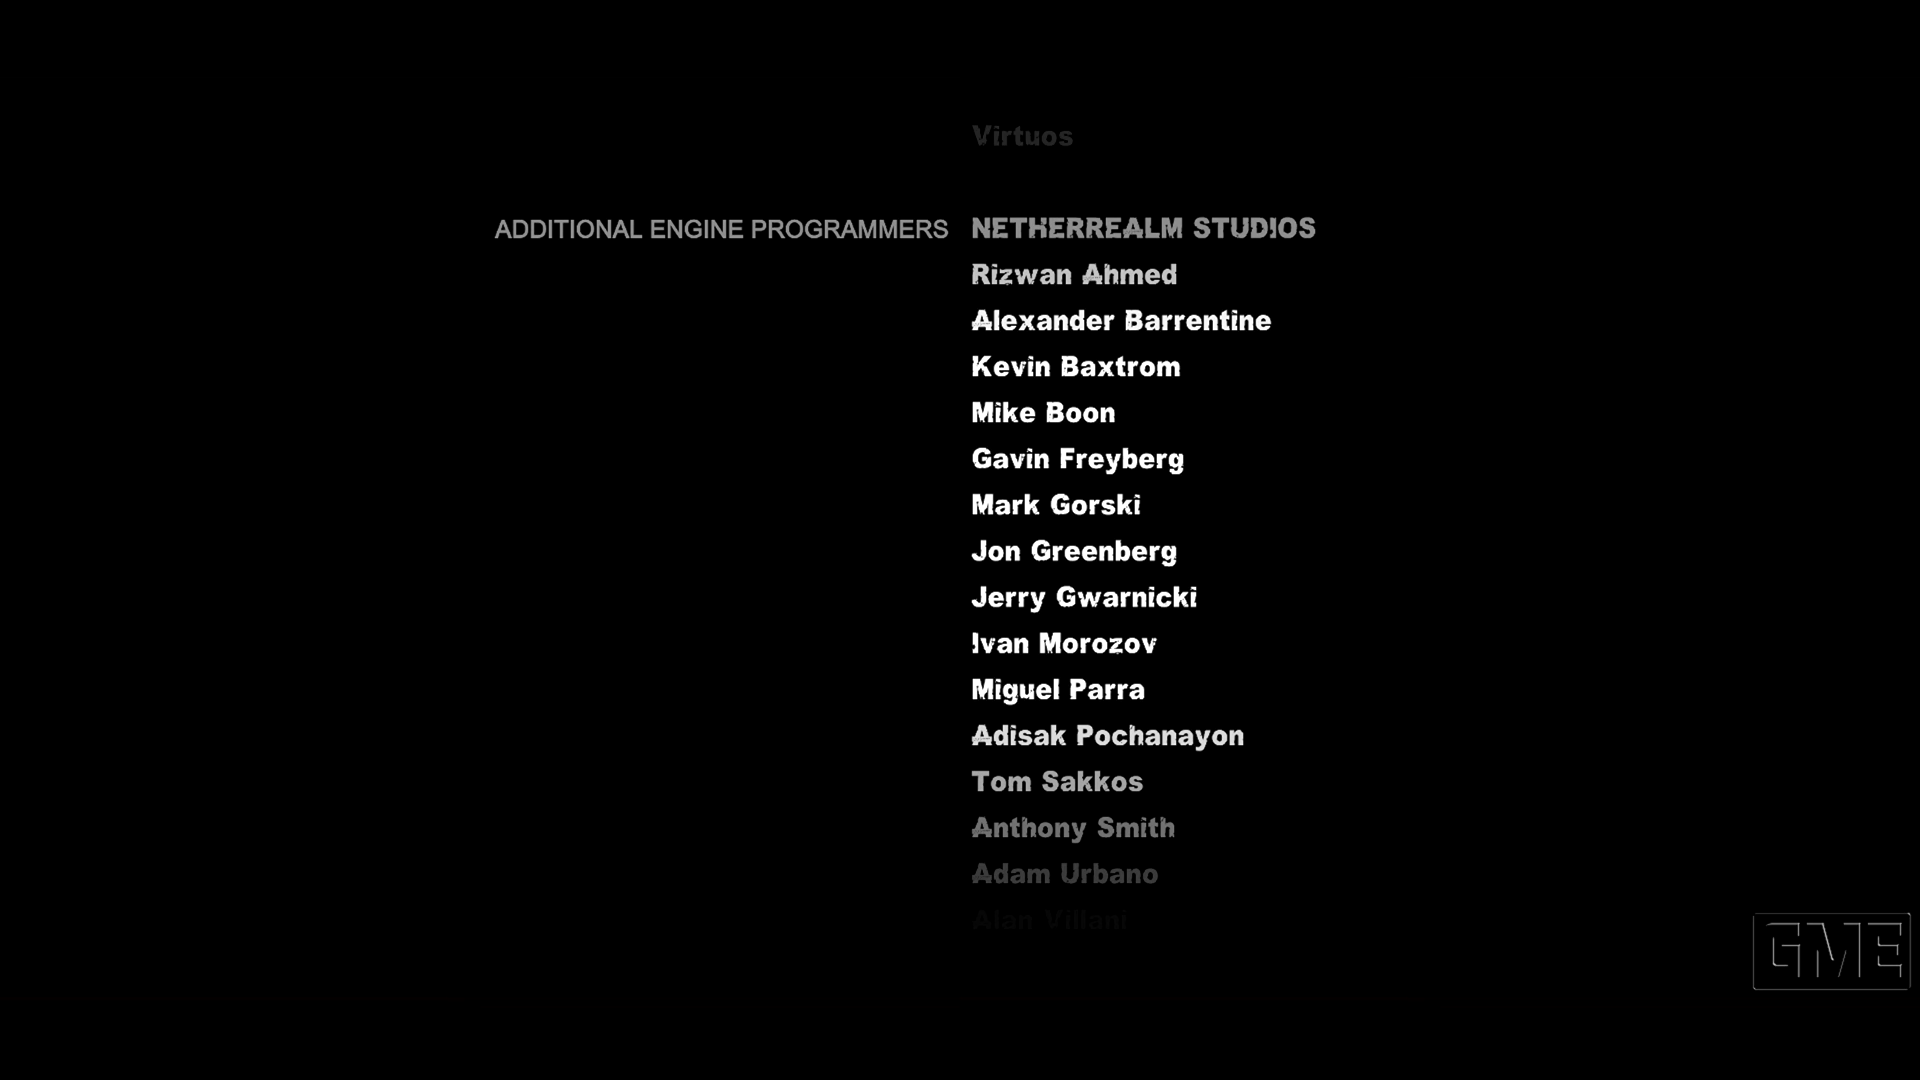 Virtuos
ADDITIONAL ENGINE PROGRAMMERS NETHERREALM STUDIOS
Rizwan Ahmed
Alexander Barrentine
Kevin Baxtrom
Mike Boon
Gavin Freyberg
Mark Gorski
Jon Greenberg
Jerry Gwarnicki
Ivan Morozov
Miguel Parra
Adisak Pochanayon
Tom Sakkos
Anthony Smith
Adam Urbano
Alan Villani
GME